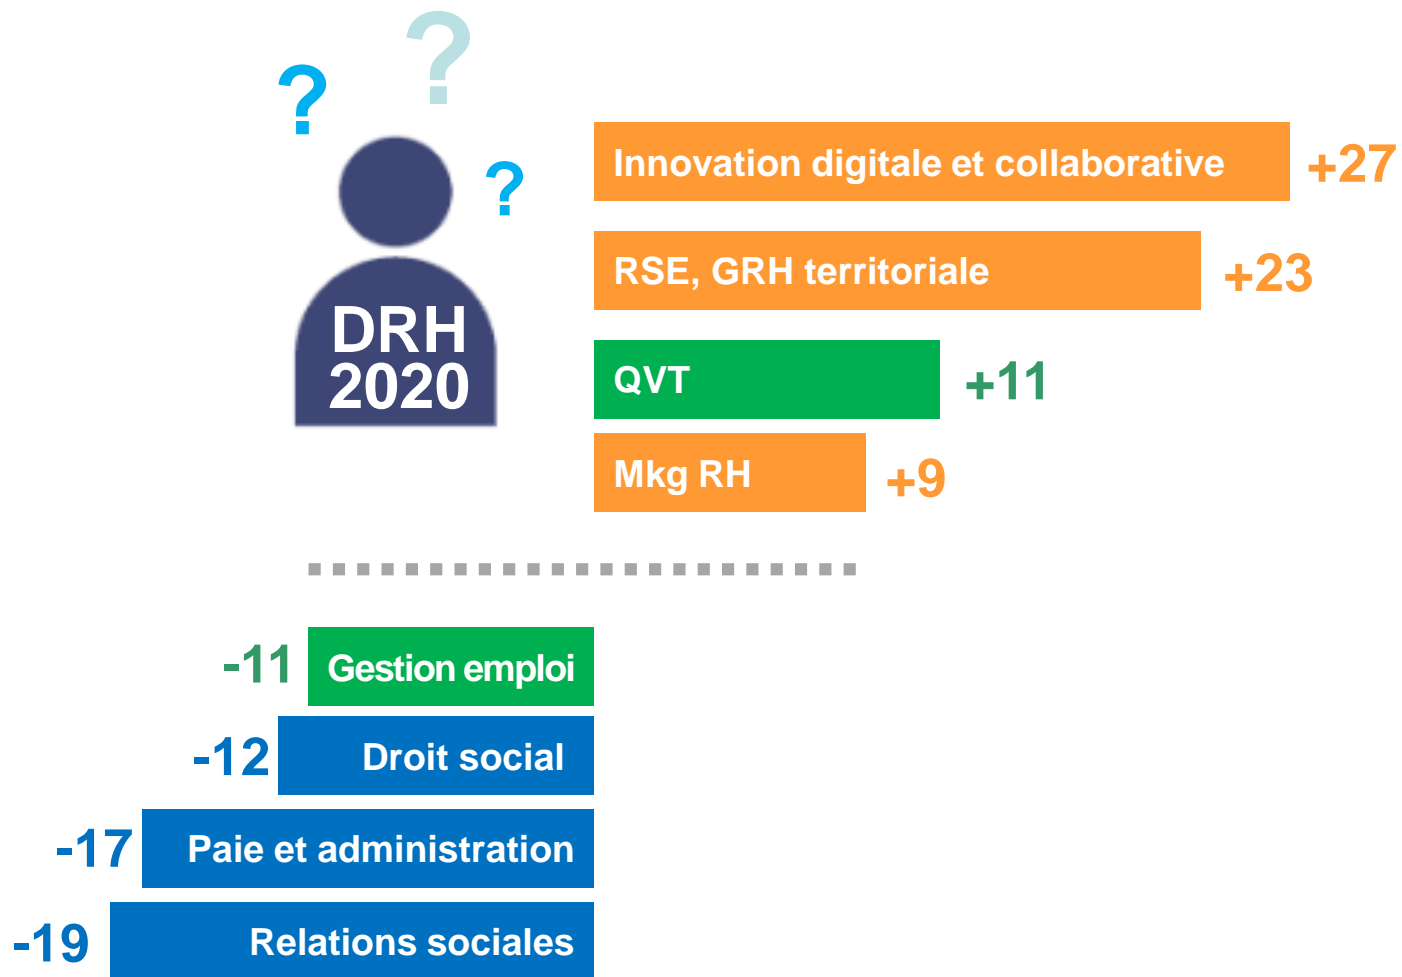 ?
?
?
DRH
2020
Innovation digitale et collaborative +27
RSE, GRH territoriale +23
QVT +11
Mkg RH +9
-11 Gestion emploi
-12 Droit social
-17 Paie et administration
-19 Relations sociales